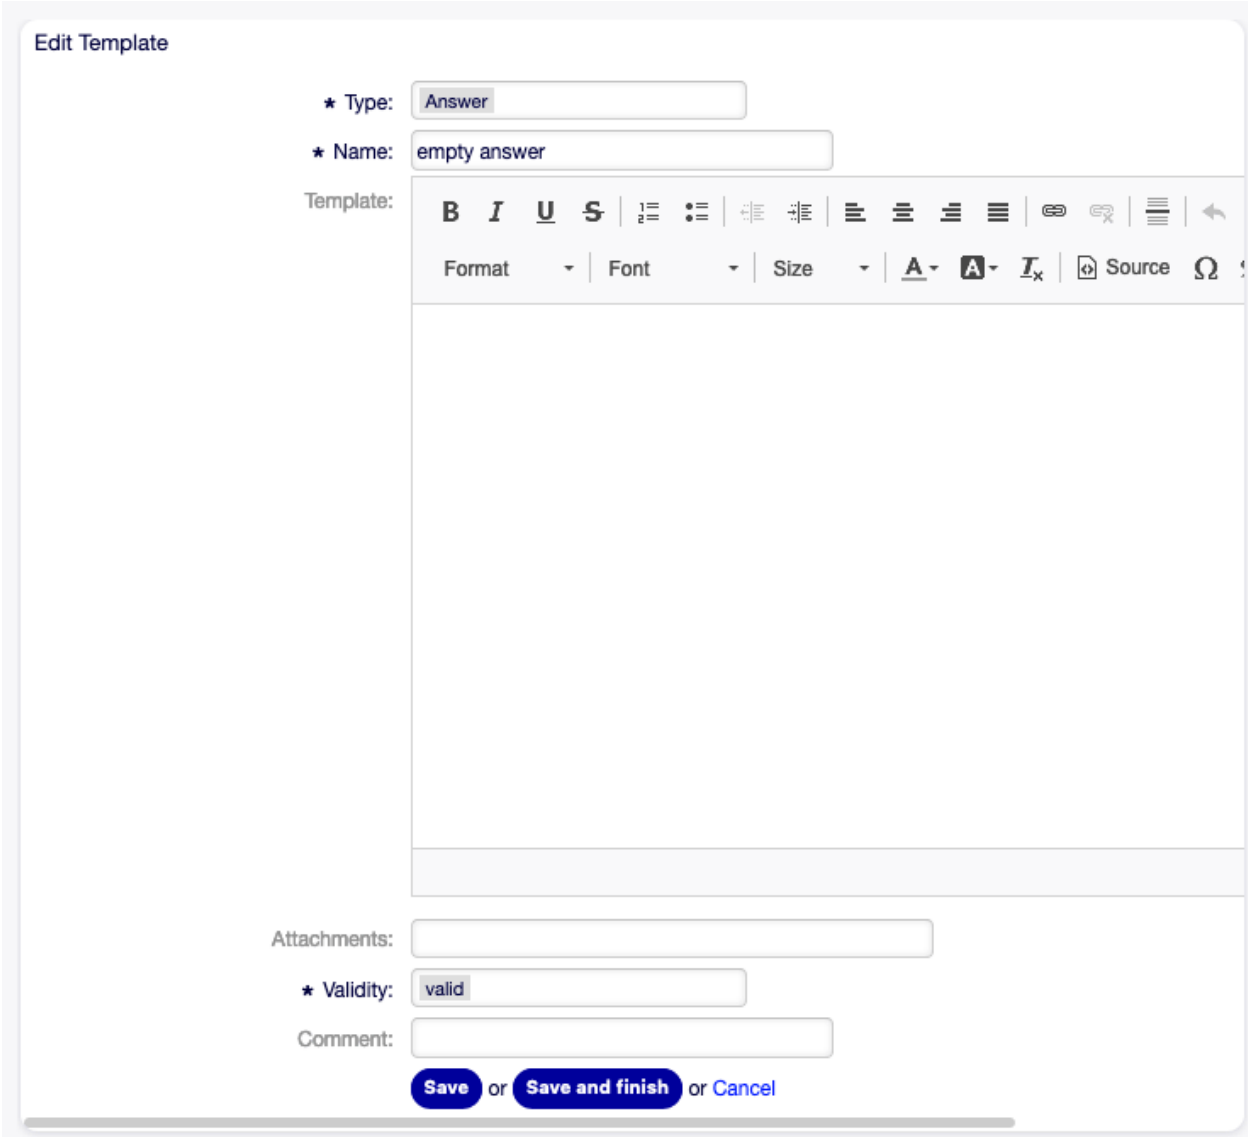 Edit Template
* Type: Answer
* Name: empty answer
Template:
B I U S
Format Font Size A A Ix Source Ω
Attachments:
* Validity: valid
Comment:
Save or Save and finish or Cancel